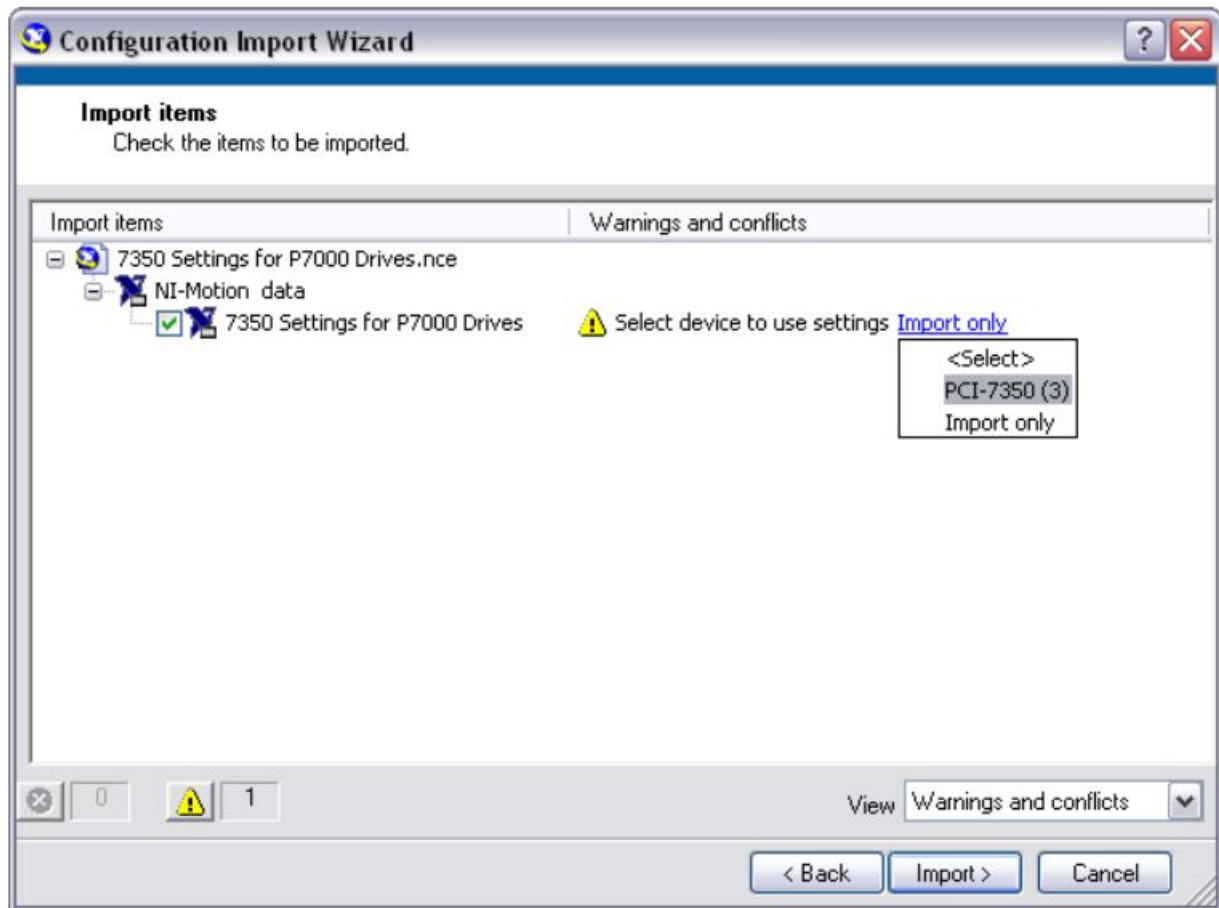 Configuration Import Wizard
?
Import items
Check the items to be imported.
Import items Warnings and conflicts
7350 Settings for P7000 Drives.nce
NI-Motion data
7350 Settings for P7000 Drives Select device to use settings Import only
<Select>
PCI-7350 (3)
Import only
0 1 View Warnings and conflicts
< Back Import > Cancel